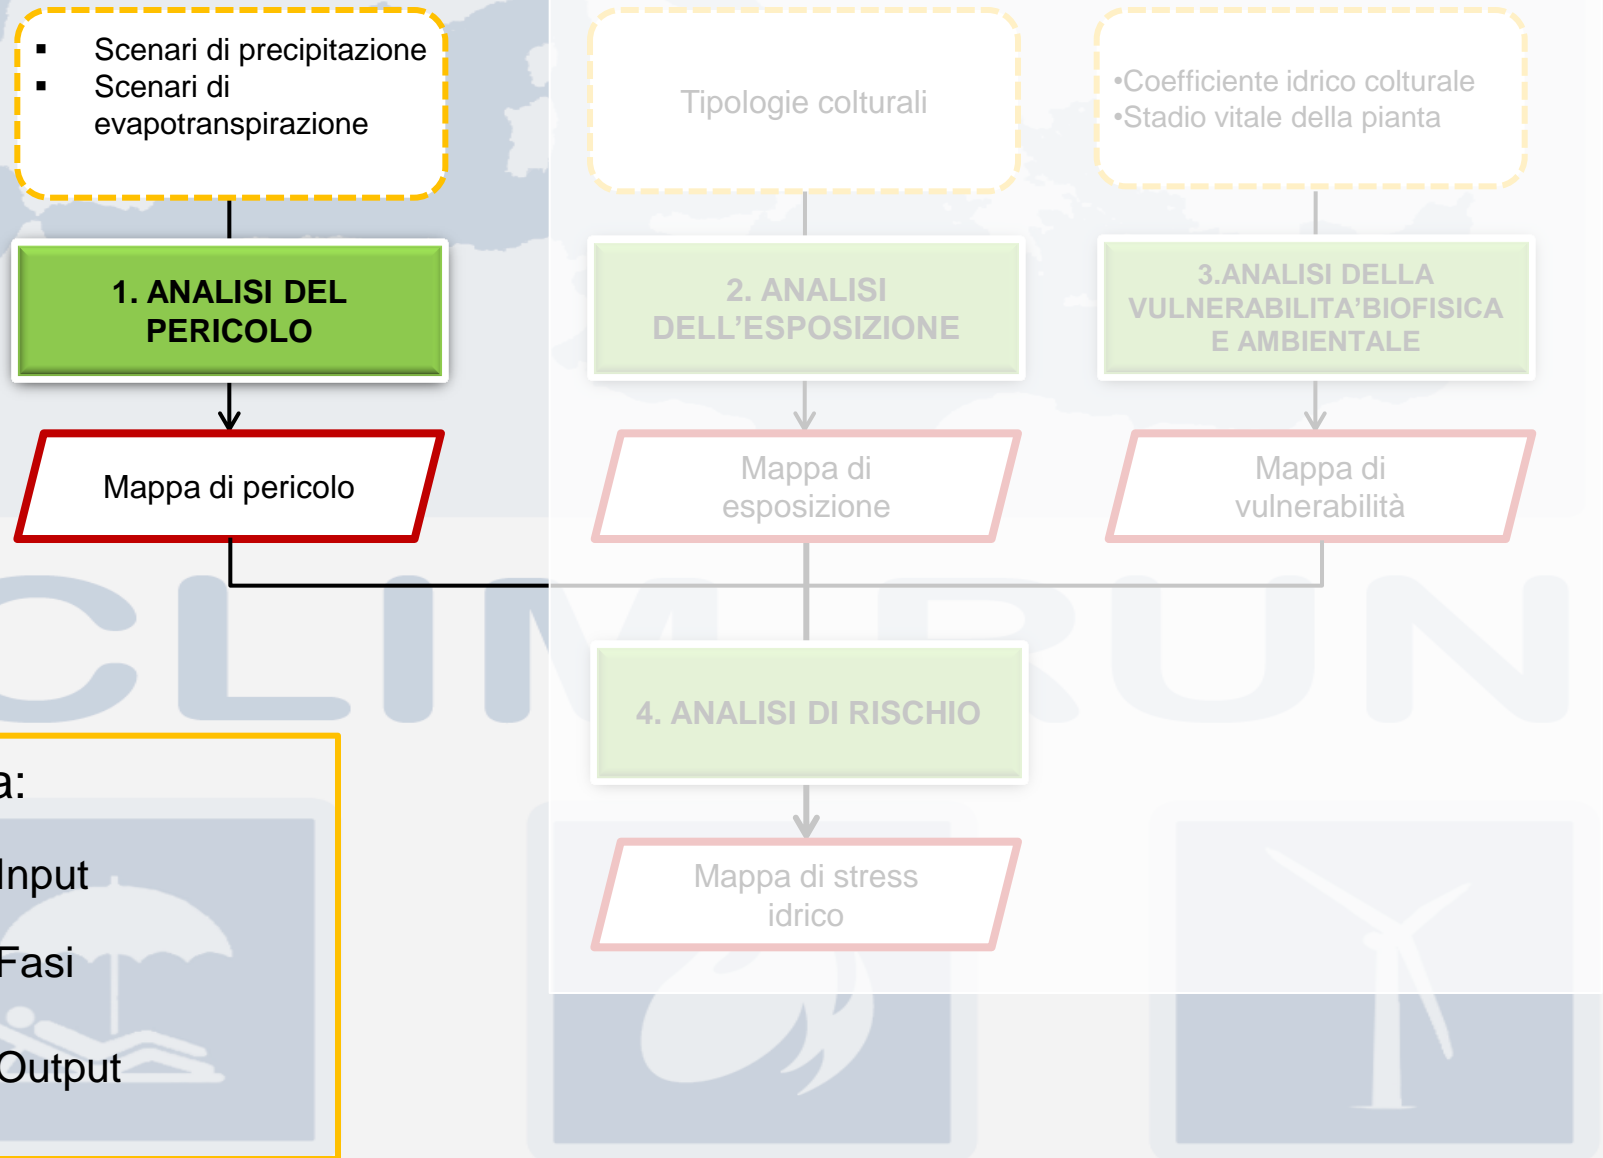 ▪ Scenari di precipitazione
▪ Scenari di
evapotranspirazione
1. ANALISI DEL
PERICOLO
Mappa di pericolo
Tipologie colturali
2. ANALISI
DELL’ESPOSIZIONE
Mappa di
esposizione
•Coefficiente idrico colturale
•Stadio vitale della pianta
3.ANALISI DELLA
VULNERABILITA’BIOFISICA
E AMBIENTALE
Mappa di
vulnerabilità
CLIM RUN
4. ANALISI DI RISCHIO
Mappa di stress
idrico
a:
Input
Fasi
Output